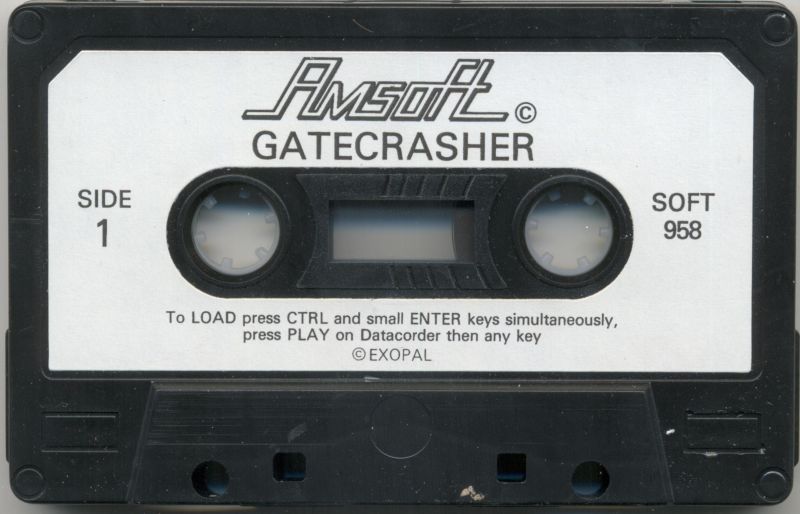 Amsoft ©
GATECRASHER
SIDE
1
SOFT
958
To LOAD press CTRL and small ENTER keys simultaneously,
press PLAY on Datacorder then any key
© EXOPAL